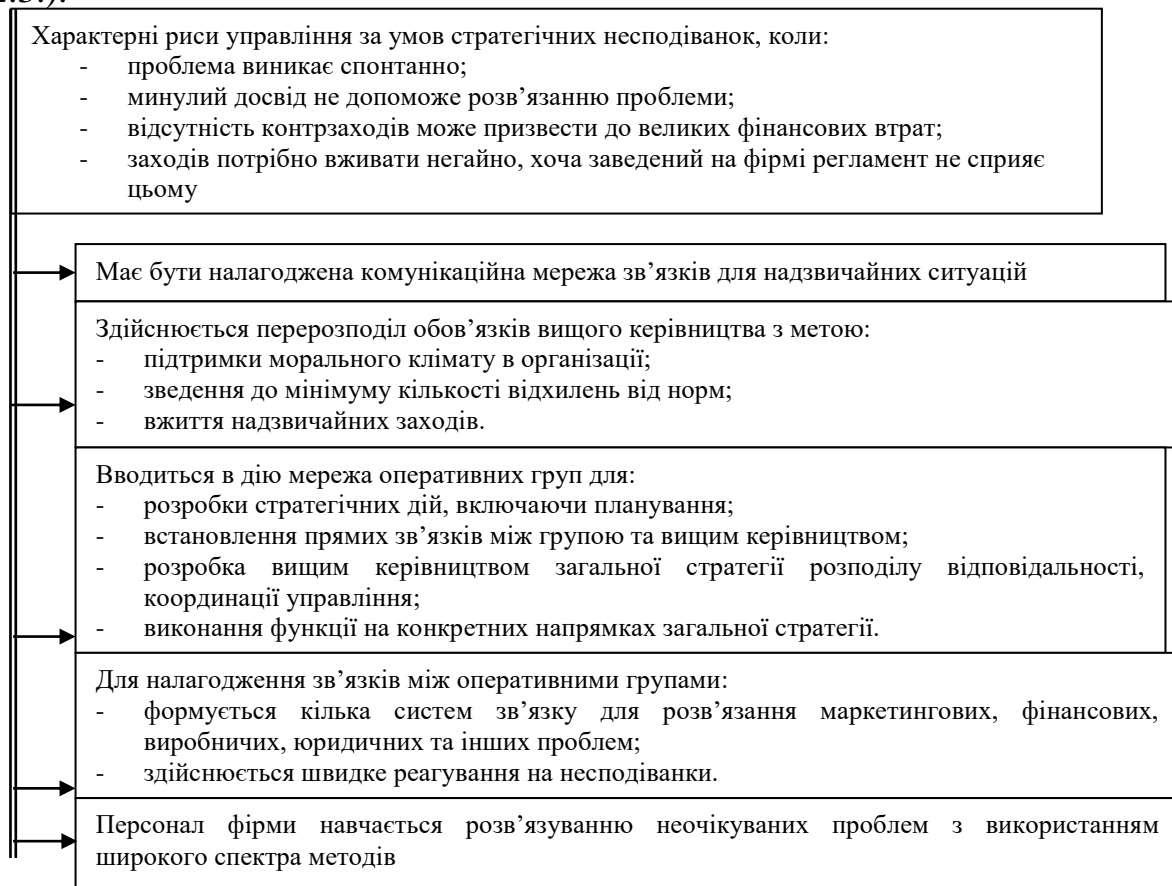 Характерні риси управління за умов стратегічних несподіванок, коли:
- проблема виникає спонтанно;
- минулий досвід не допоможе розв’язанню проблеми;
- відсутність контрзаходів може призвести до великих фінансових втрат;
- заходів потрібно вживати негайно, хоча заведений на фірмі регламент не сприяє
цьому
Має бути налагоджена комунікаційна мережа зв’язків для надзвичайних ситуацій
Здійснюється перерозподіл обов’язків вищого керівництва з метою:
- підтримки морального клімату в організації;
- зведення до мінімуму кількості відхилень від норм;
- вжиття надзвичайних заходів.
Вводиться в дію мережа оперативних груп для:
- розробки стратегічних дій, включаючи планування;
- встановлення прямих зв’язків між групою та вищим керівництвом;
- розробка вищим керівництвом загальної стратегії розподілу відповідальності,
координації управління;
- виконання функції на конкретних напрямках загальної стратегії.
Для налагодження зв’язків між оперативними групами:
- формується кілька систем зв’язку для розв’язання маркетингових, фінансових,
виробничих, юридичних та інших проблем;
- здійснюється швидке реагування на несподіванки.
Персонал фірми навчається розв’язуванню неочікуваних проблем з використанням
широкого спектра методів